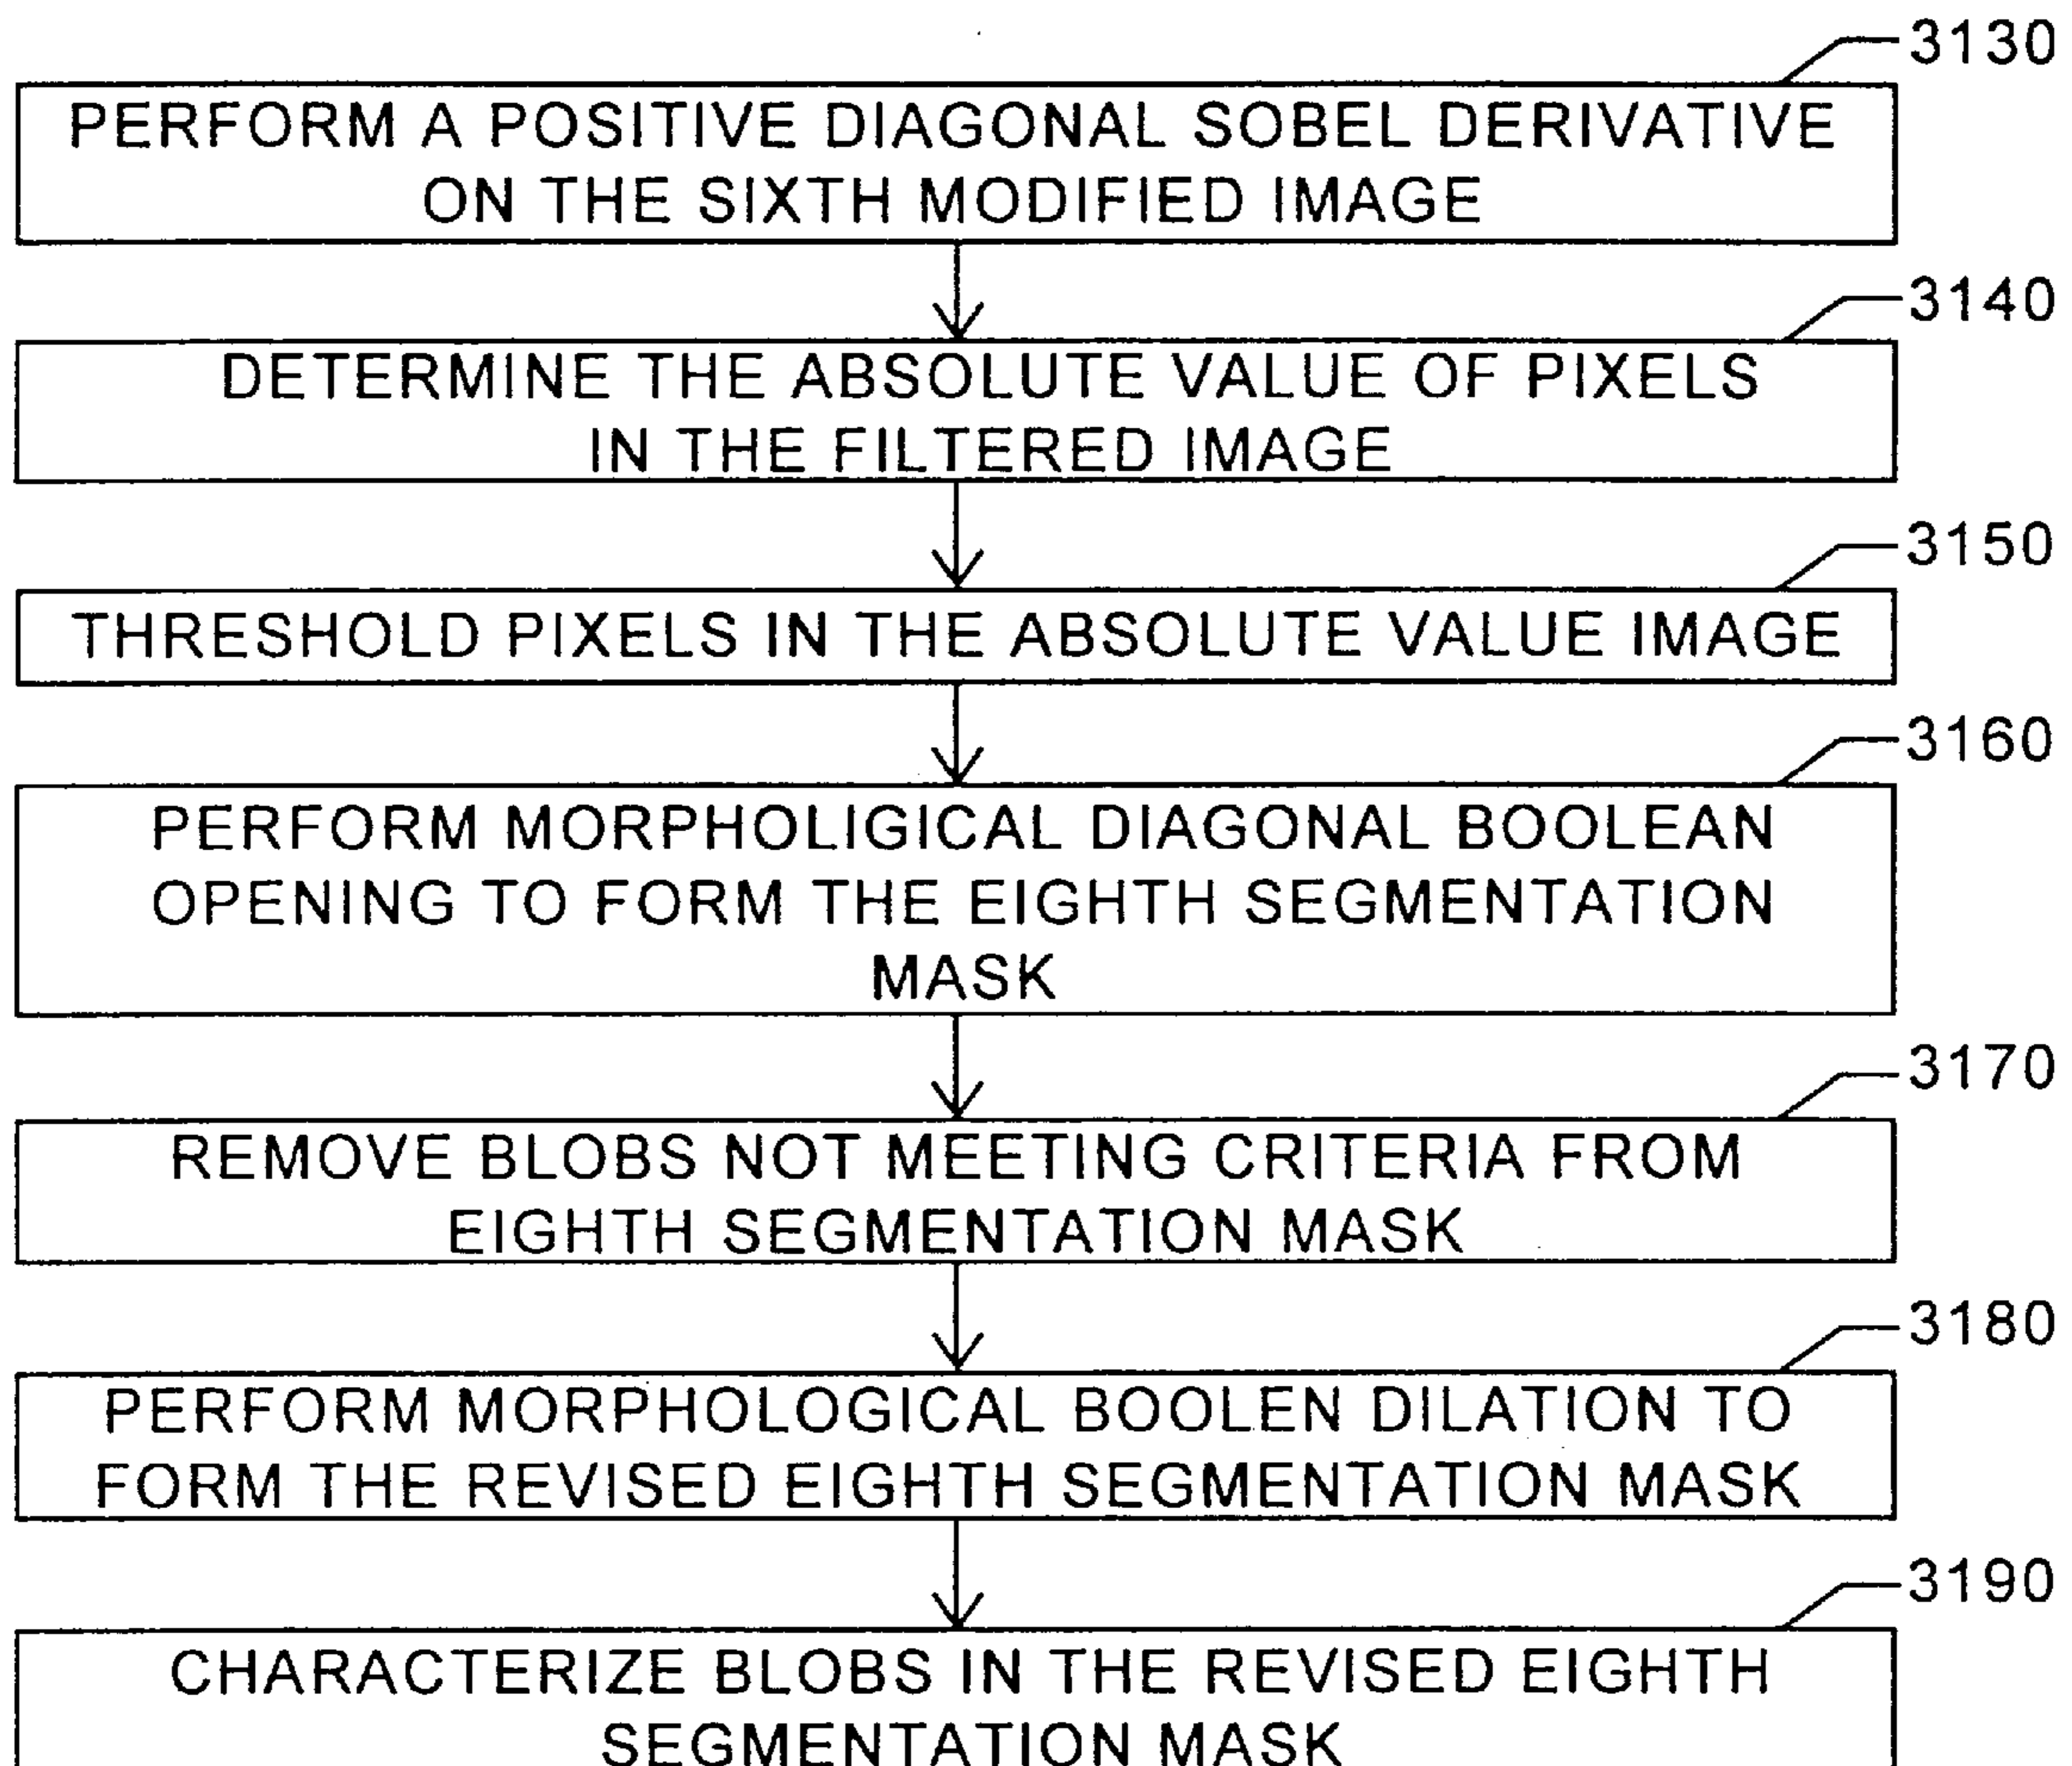 3130
PERFORM A POSITIVE DIAGONAL SOBEL DERIVATIVE
ON THE SIXTH MODIFIED IMAGE
3140
DETERMINE THE ABSOLUTE VALUE OF PIXELS
IN THE FILTERED IMAGE
3150
THRESHOLD PIXELS IN THE ABSOLUTE VALUE IMAGE
3160
PERFORM MORPHOLIGICAL DIAGONAL BOOLEAN
OPENING TO FORM THE EIGHTH SEGMENTATION
MASK
3170
REMOVE BLOBS NOT MEETING CRITERIA FROM
EIGHTH SEGMENTATION MASK
3180
PERFORM MORPHOLOGICAL BOOLEN DILATION TO
FORM THE REVISED EIGHTH SEGMENTATION MASK
3190
CHARACTERIZE BLOBS IN THE REVISED EIGHTH
SEGMENTATION MASK